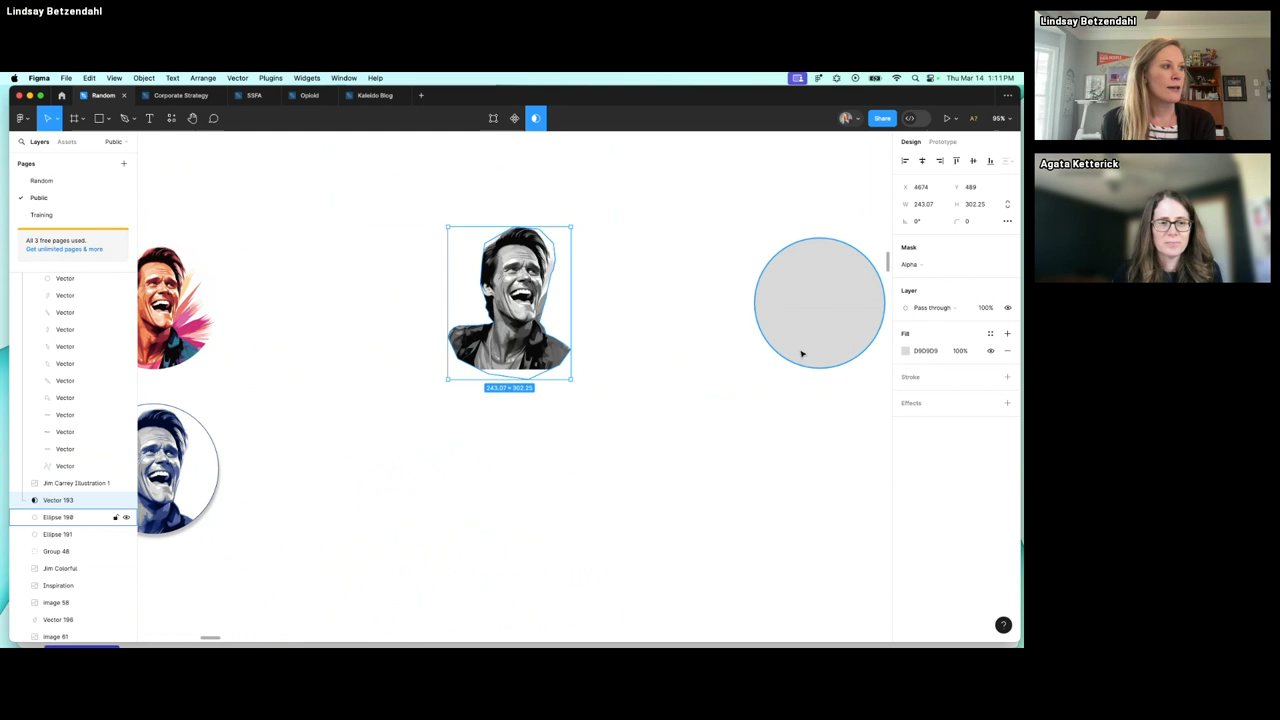 Lindsay Betzendahl
Lindsay Betzendahl
Figma File Edit View Object Text Arrange Vector Plugins Widgets Window Help
Thu Mar 14 1:11 PM
Random Corporate Strategy SSFA Opioid Kaleido Blog
Share A? 95%
Layers Assets Public
Pages
Random
Public
Training
All 3 free pages used.
Get unlimited pages & more
Vector
Vector
Vector
Vector
Vector
Vector
Vector
Vector
Vector
Vector
Vector
Vector
Jim Carrey Illustration 1
Vector 193
Ellipse 190
Ellipse 191
Group 48
Jim Colorful
Inspiration
image 58
Vector 196
image 61
243.07 × 302.25
Design Prototype
X 4674 Y 489
W 243.07 H 302.25
0° 0
Mask
Alpha
Layer
Pass through 100%
Fill
D9D9D9 100%
Stroke
Effects
?
Agata Ketterick